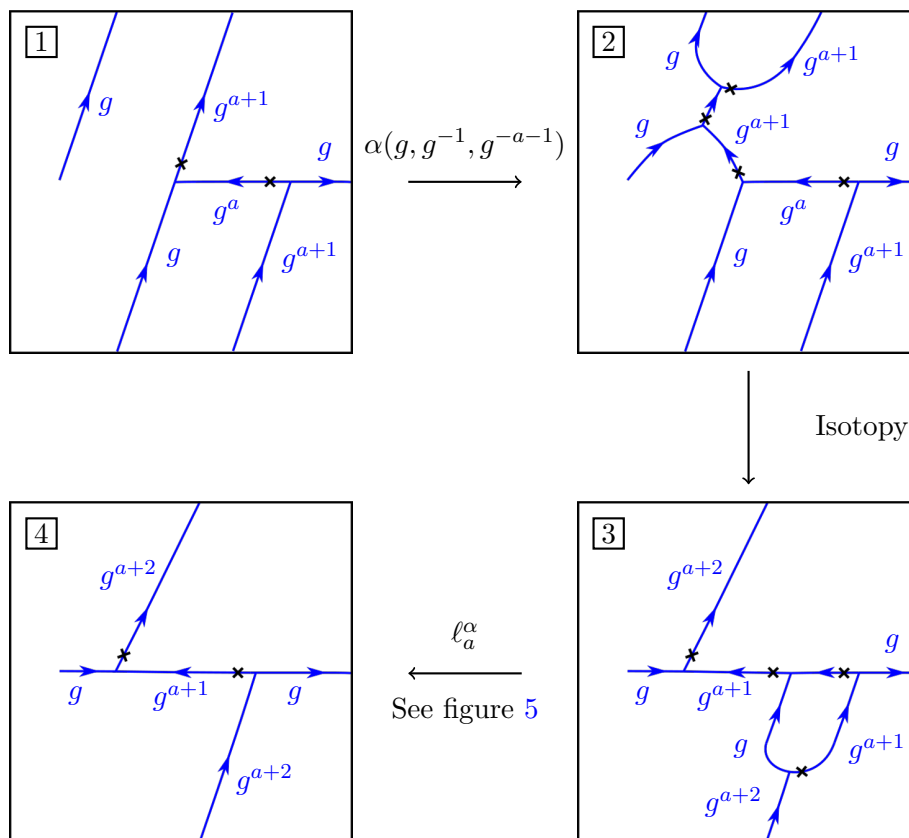 1
g
g^{a+1}
g
g^a
g
g^{a+1}
α(g, g^{-1}, g^{-a-1})
2
g
g^{a+1}
g
g^{a+1}
g
g^a
g
g^{a+1}
Isotopy
4
g^{a+2}
g
g^{a+1}
g
g^{a+2}
ℓ_a^α
See figure 5
3
g^{a+2}
g
g
g^{a+1}
g
g^{a+1}
g^{a+2}